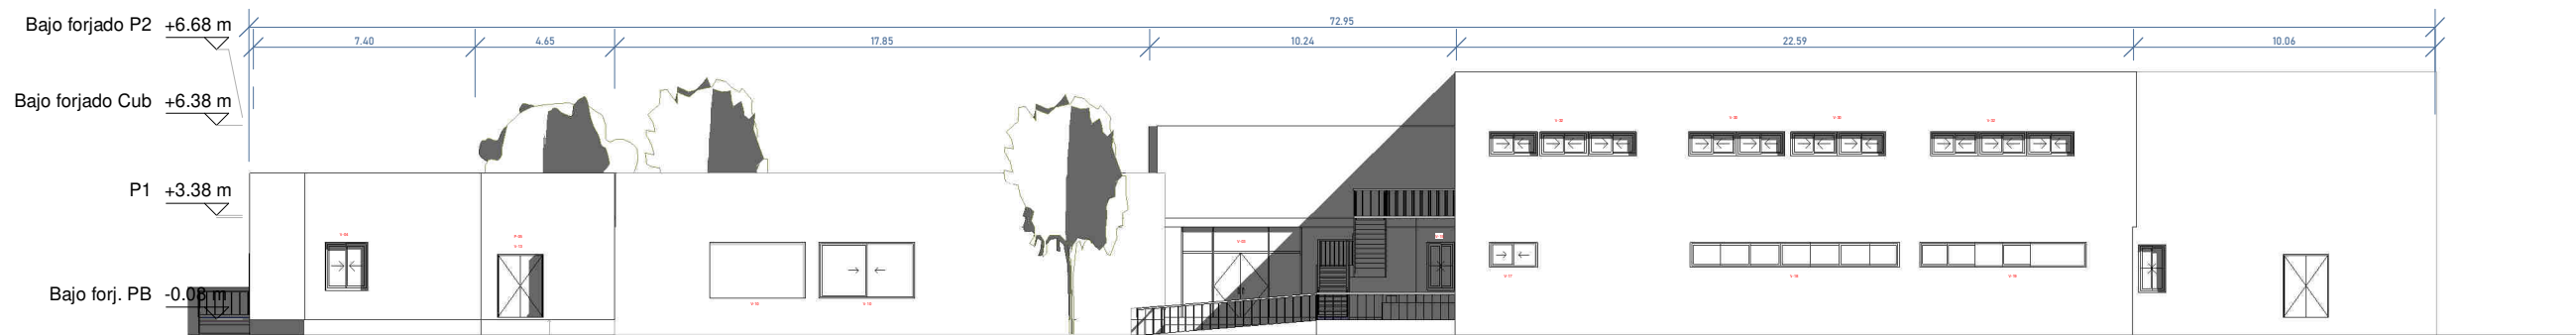 Bajo forjado P2 +6.68 m
72.95
7.40 4.65 17.85 10.24 22.59 10.06
Bajo forjado Cub +6.38 m
P1 +3.38 m
Bajo forj. PB -0.08 m